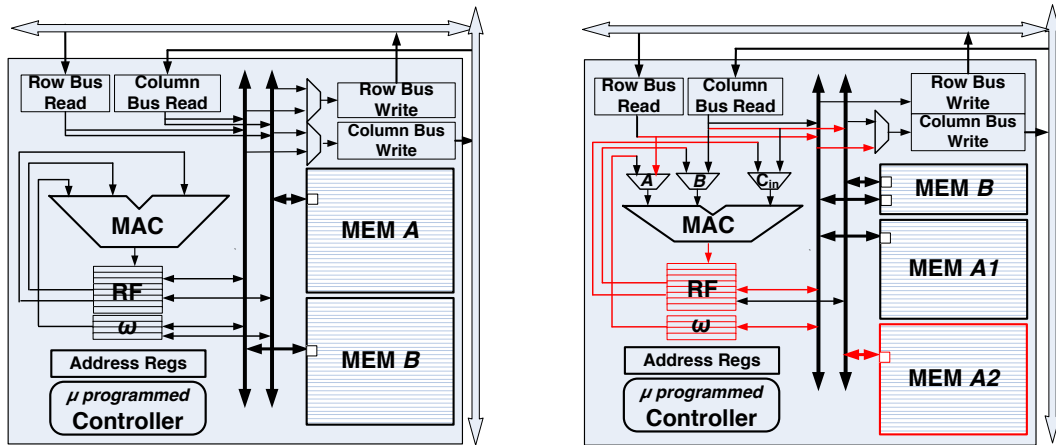 Row Bus
Read
Column
Bus Read
Row Bus
Write
Column Bus
Write
MAC
MEM A
RF
ω
MEM B
Address Regs
μ programmed
Controller
Row Bus
Read
Column
Bus Read
Row Bus
Write
Column Bus
Write
A
B
Cin
MEM B
MAC
MEM A1
RF
ω
MEM A2
Address Regs
μ programmed
Controller